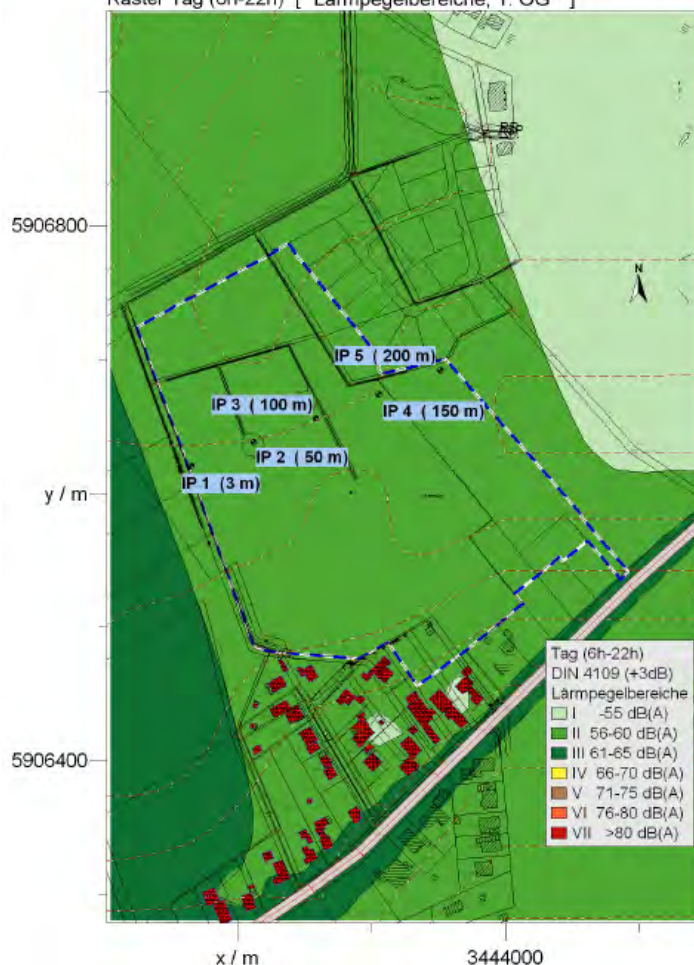 Raster Tag (6h-22h) [ "Lärmpegelbereiche, 1. OG" ]
5906800
N
IP 5 ( 200 m)
IP 3 ( 100 m)
IP 4 ( 150 m)
IP 2 ( 50 m)
IP 1 (3 m)
y / m
Tag (6h-22h)
DIN 4109 (+3dB)
Lärmpegelbereiche
I -55 dB(A)
II 56-60 dB(A)
III 61-65 dB(A)
IV 66-70 dB(A)
V 71-75 dB(A)
VI 76-80 dB(A)
VII >80 dB(A)
5906400
x / m
3444000